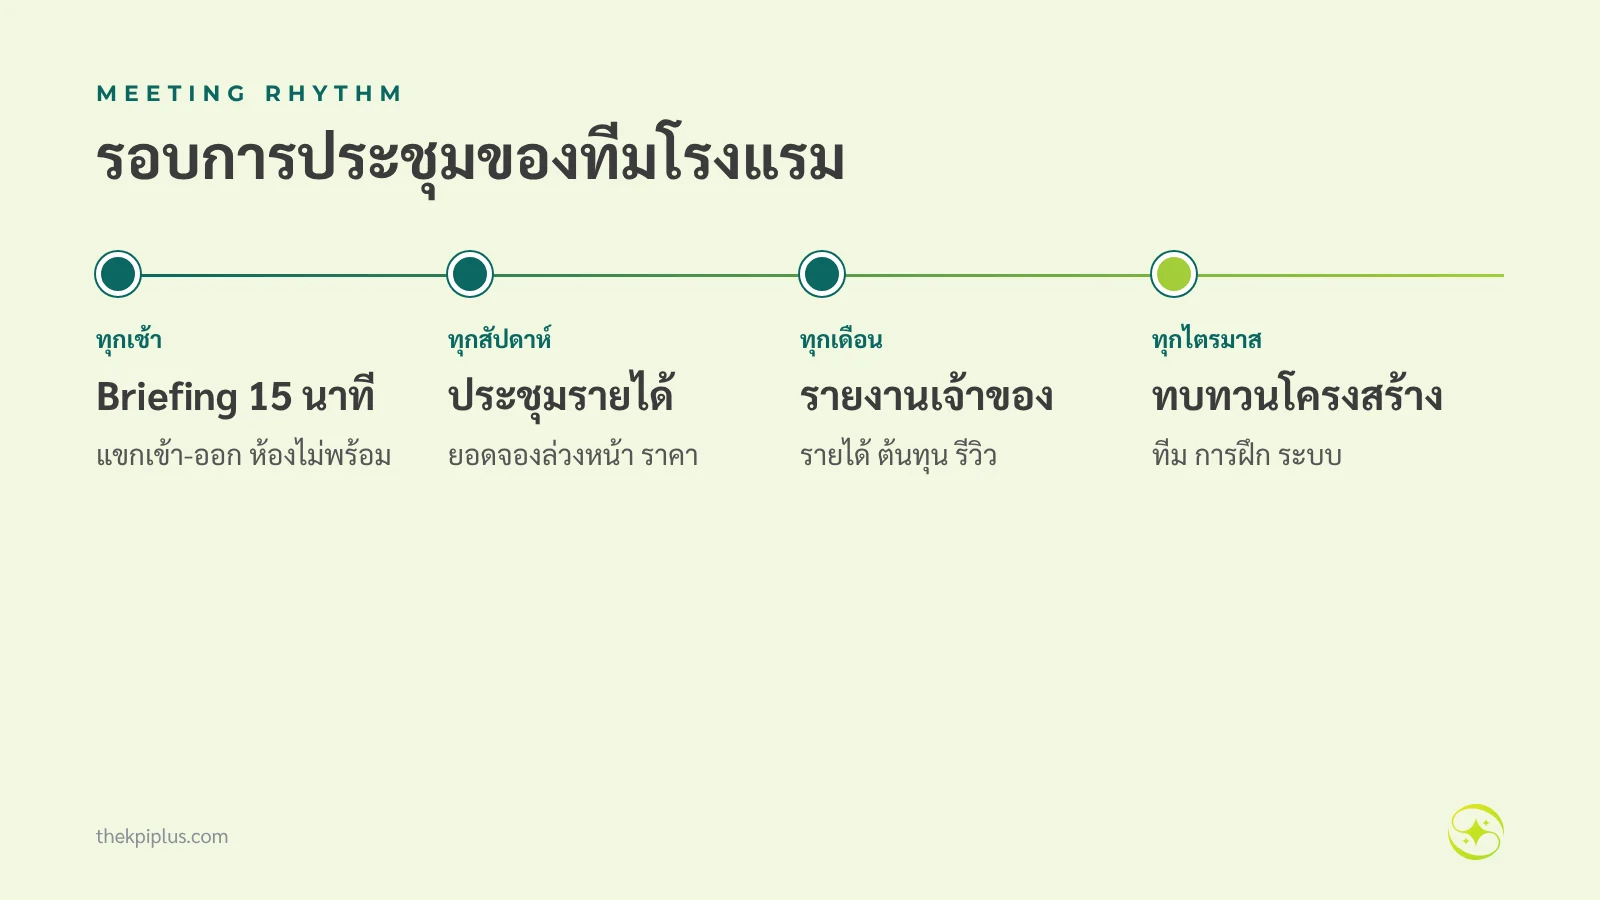 MEETING RHYTHM
รอบการประชุมของทีมโรงแรม
ทุกเช้า
Briefing 15 นาที
แขกเข้า-ออก ห้องไม่พร้อม
ทุกสัปดาห์
ประชุมรายได้
ยอดจองล่วงหน้า ราคา
ทุกเดือน
รายงานเจ้าของ
รายได้ ต้นทุน รีวิว
ทุกไตรมาส
ทบทวนโครงสร้าง
ทีม การฝึก ระบบ
thekpiplus.com